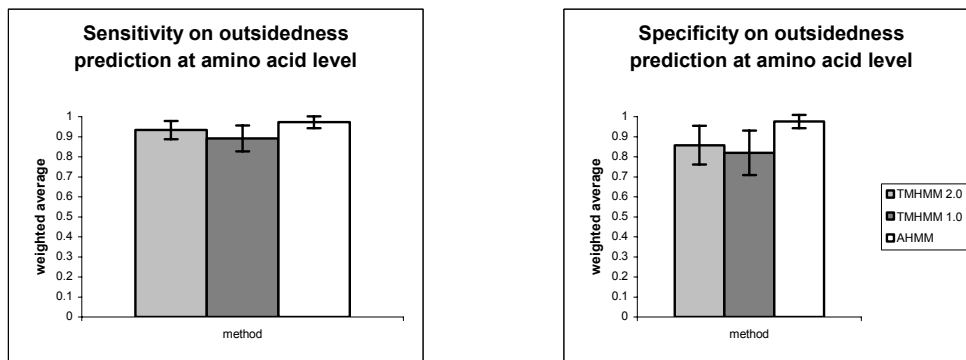 Sensitivity on outsidedness
prediction at amino acid level
weighted average
1
0.9
0.8
0.7
0.6
0.5
0.4
0.3
0.2
0.1
0
method
Specificity on outsidedness
prediction at amino acid level
weighted average
1
0.9
0.8
0.7
0.6
0.5
0.4
0.3
0.2
0.1
0
method
TMHMM 2.0
TMHMM 1.0
AHMM